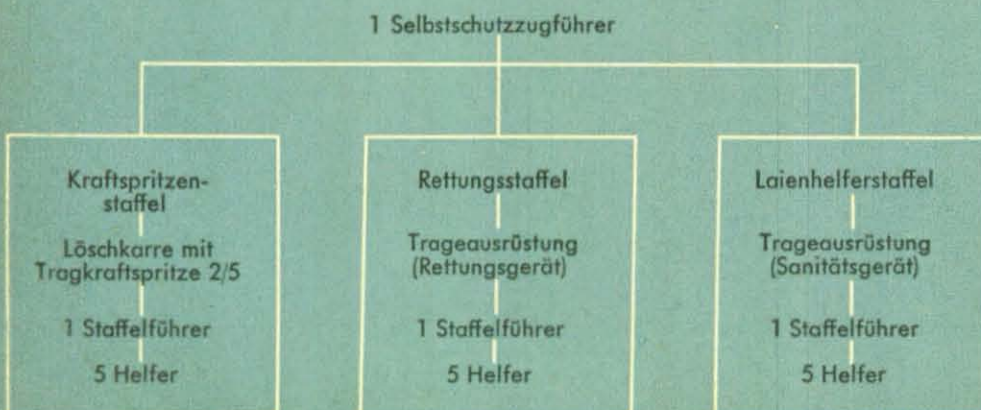 1 Selbstschutzzugführer
Kraftspritzen-
staffel
Löschkarre mit
Tragkraftspritze 2/5
1 Staffelführer
5 Helfer
Rettungsstaffel
Trageausrüstung
(Rettungsgerät)
1 Staffelführer
5 Helfer
Laienhelferstaffel
Trageausrüstung
(Sanitätsgerät)
1 Staffelführer
5 Helfer